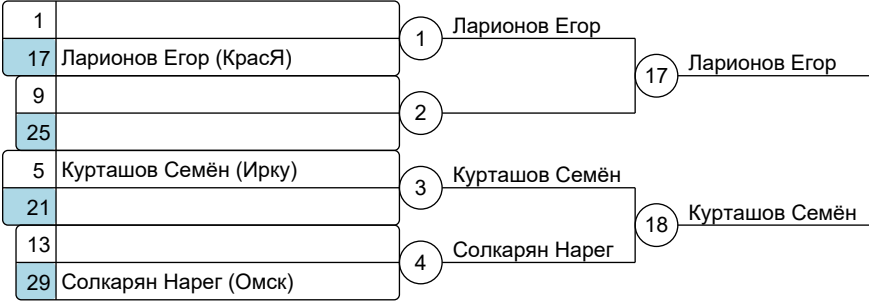 1
17 Ларионов Егор (КрасЯ)
1 Ларионов Егор
9
25
2
17 Ларионов Егор
5 Курташов Семён (Ирку)
21
3 Курташов Семён
13
29 Солкарян Нарег (Омск)
4 Солкарян Нарег
18 Курташов Семён